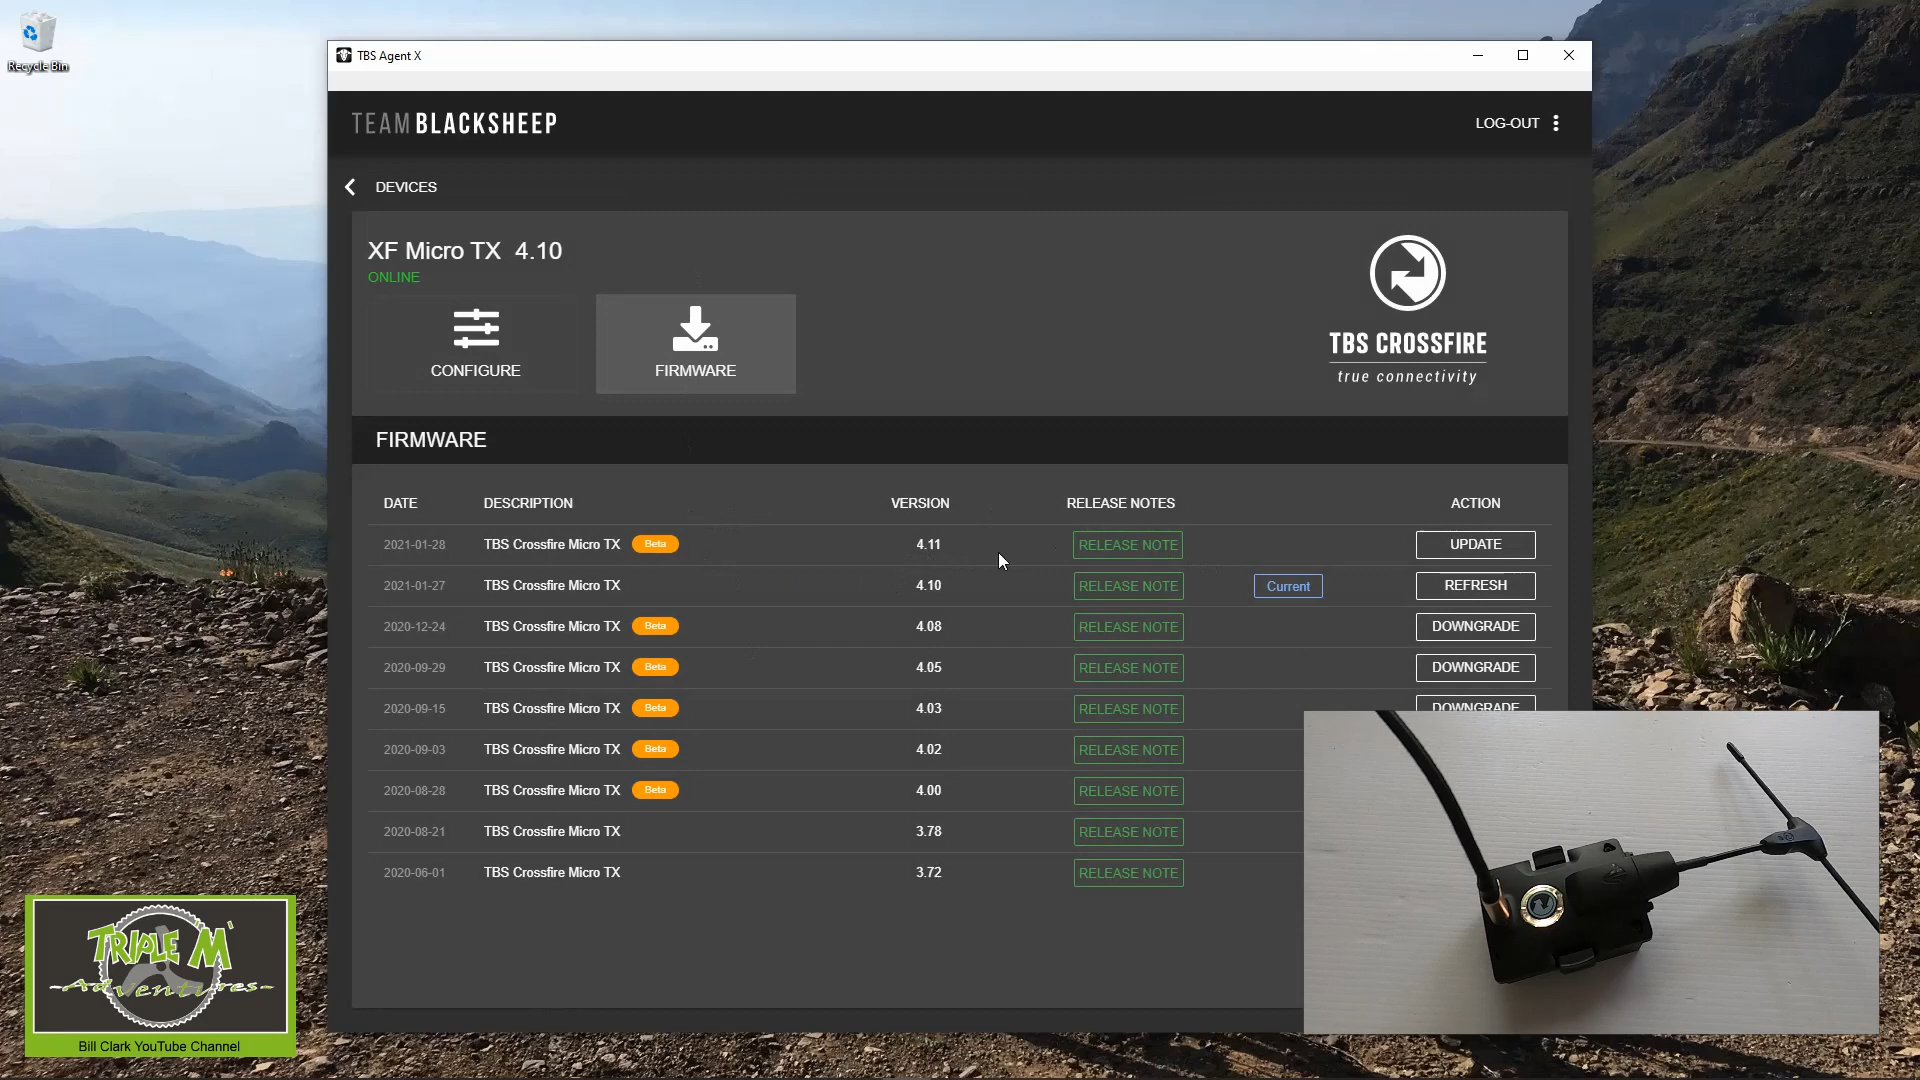 Recycle Bin
TBS Agent X
TEAMBLACKSHEEP
LOG-OUT
DEVICES
XF Micro TX 4.10
ONLINE
CONFIGURE
FIRMWARE
TBS CROSSFIRE
true connectivity
FIRMWARE
DATE DESCRIPTION VERSION RELEASE NOTES ACTION
2021-01-28 TBS Crossfire Micro TX Beta 4.11 RELEASE NOTE UPDATE
2021-01-27 TBS Crossfire Micro TX 4.10 RELEASE NOTE Current REFRESH
2020-12-24 TBS Crossfire Micro TX Beta 4.08 RELEASE NOTE DOWNGRADE
2020-09-29 TBS Crossfire Micro TX Beta 4.05 RELEASE NOTE DOWNGRADE
2020-09-15 TBS Crossfire Micro TX Beta 4.03 RELEASE NOTE DOWNGRADE
2020-09-03 TBS Crossfire Micro TX Beta 4.02 RELEASE NOTE
2020-08-28 TBS Crossfire Micro TX Beta 4.00 RELEASE NOTE
2020-08-21 TBS Crossfire Micro TX 3.78 RELEASE NOTE
2020-06-01 TBS Crossfire Micro TX 3.72 RELEASE NOTE
TRIPLE M`
-Adventures-
Bill Clark YouTube Channel